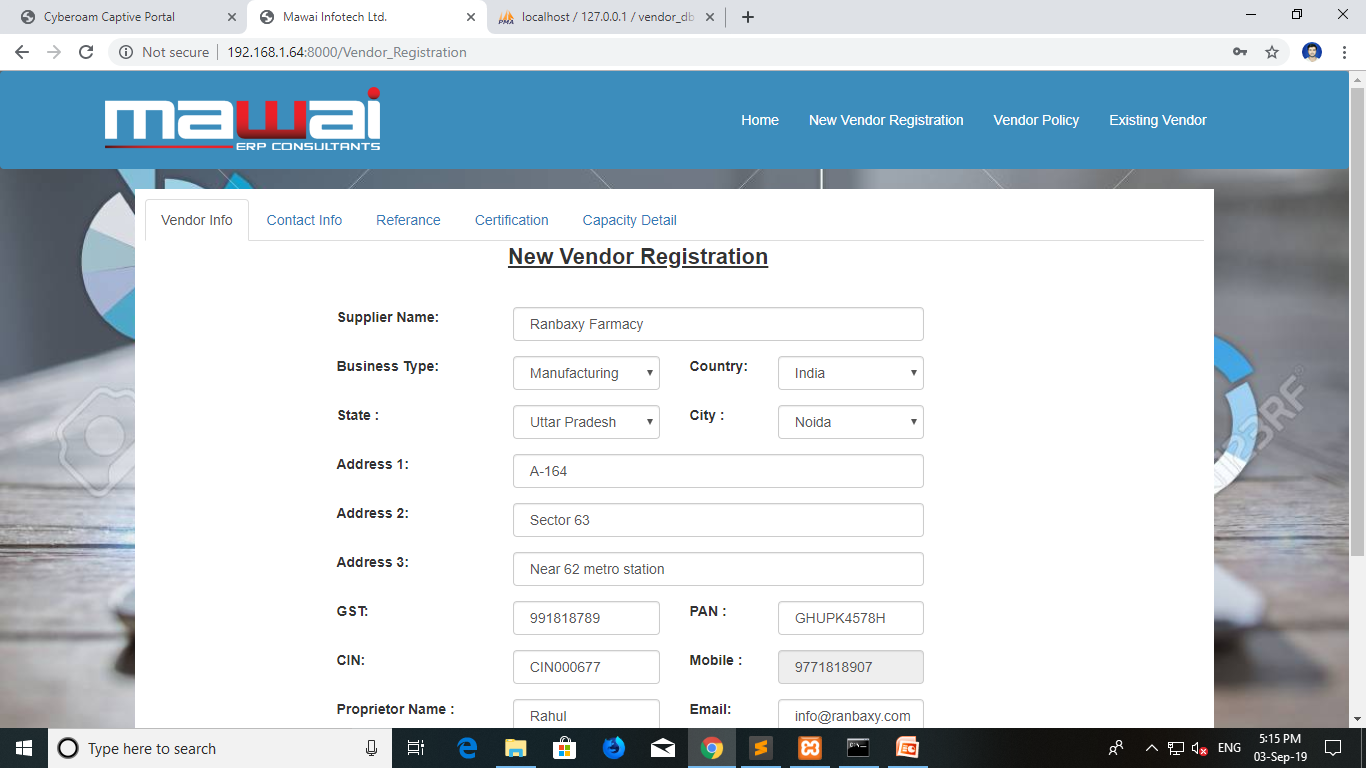 Cyberoam Captive Portal
Mawai Infotech Ltd.
localhost / 127.0.0.1 / vendor_db
Not secure
192.168.1.64:8000/Vendor_Registration
mawai
ERP CONSULTANTS
Home
New Vendor Registration
Vendor Policy
Existing Vendor
Vendor Info
Contact Info
Referance
Certification
Capacity Detail
New Vendor Registration
Supplier Name: Ranbaxy Farmacy
Business Type: Manufacturing Country: India
State : Uttar Pradesh City : Noida
Address 1: A-164
Address 2: Sector 63
Address 3: Near 62 metro station
GST: 991818789 PAN : GHUPK4578H
CIN: CIN000677 Mobile : 9771818907
Proprietor Name : Rahul Email: info@ranbaxy.com
Type here to search
ENG
5:15 PM
03-Sep-19